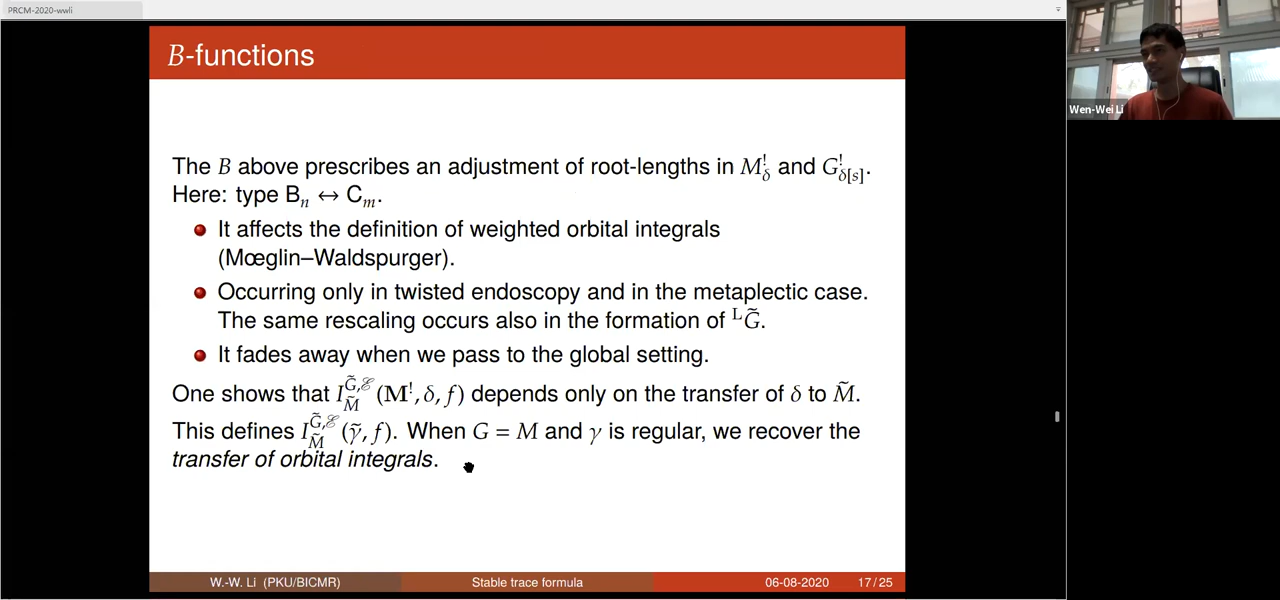 PRCM-2020-wwli
B-functions
The B above prescribes an adjustment of root-lengths in M^!_δ and G^!_{δ[s]}.
Here: type B_n ↔ C_m.
It affects the definition of weighted orbital integrals
(Mœglin–Waldspurger).
Occurring only in twisted endoscopy and in the metaplectic case.
The same rescaling occurs also in the formation of ^L G̃.
It fades away when we pass to the global setting.
One shows that I^{G̃,ℰ}_{M̃}(M^!, δ, f) depends only on the transfer of δ to M̃.
This defines I^{G̃,ℰ}_{M̃}(γ̃, f). When G = M and γ is regular, we recover the
transfer of orbital integrals.
W.-W. Li (PKU/BICMR) Stable trace formula 06-08-2020 17 / 25
Wen-Wei Li